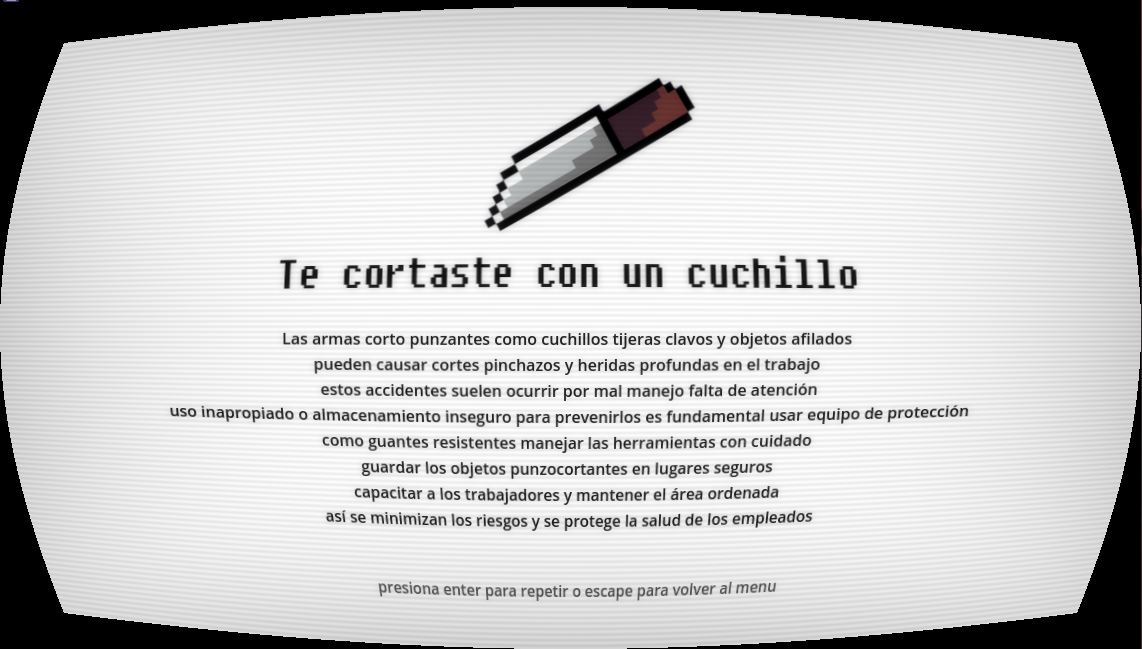 Te cortaste con un cuchillo
Las armas corto punzantes como cuchillos tijeras clavos y objetos afilados
pueden causar cortes pinchazos y heridas profundas en el trabajo
estos accidentes suelen ocurrir por mal manejo falta de atención
uso inapropiado o almacenamiento inseguro para prevenirlos es fundamental usar equipo de protección
como guantes resistentes manejar las herramientas con cuidado
guardar los objetos punzocortantes en lugares seguros
capacitar a los trabajadores y mantener el área ordenada
así se minimizan los riesgos y se protege la salud de los empleados
presiona enter para repetir o escape para volver al menu